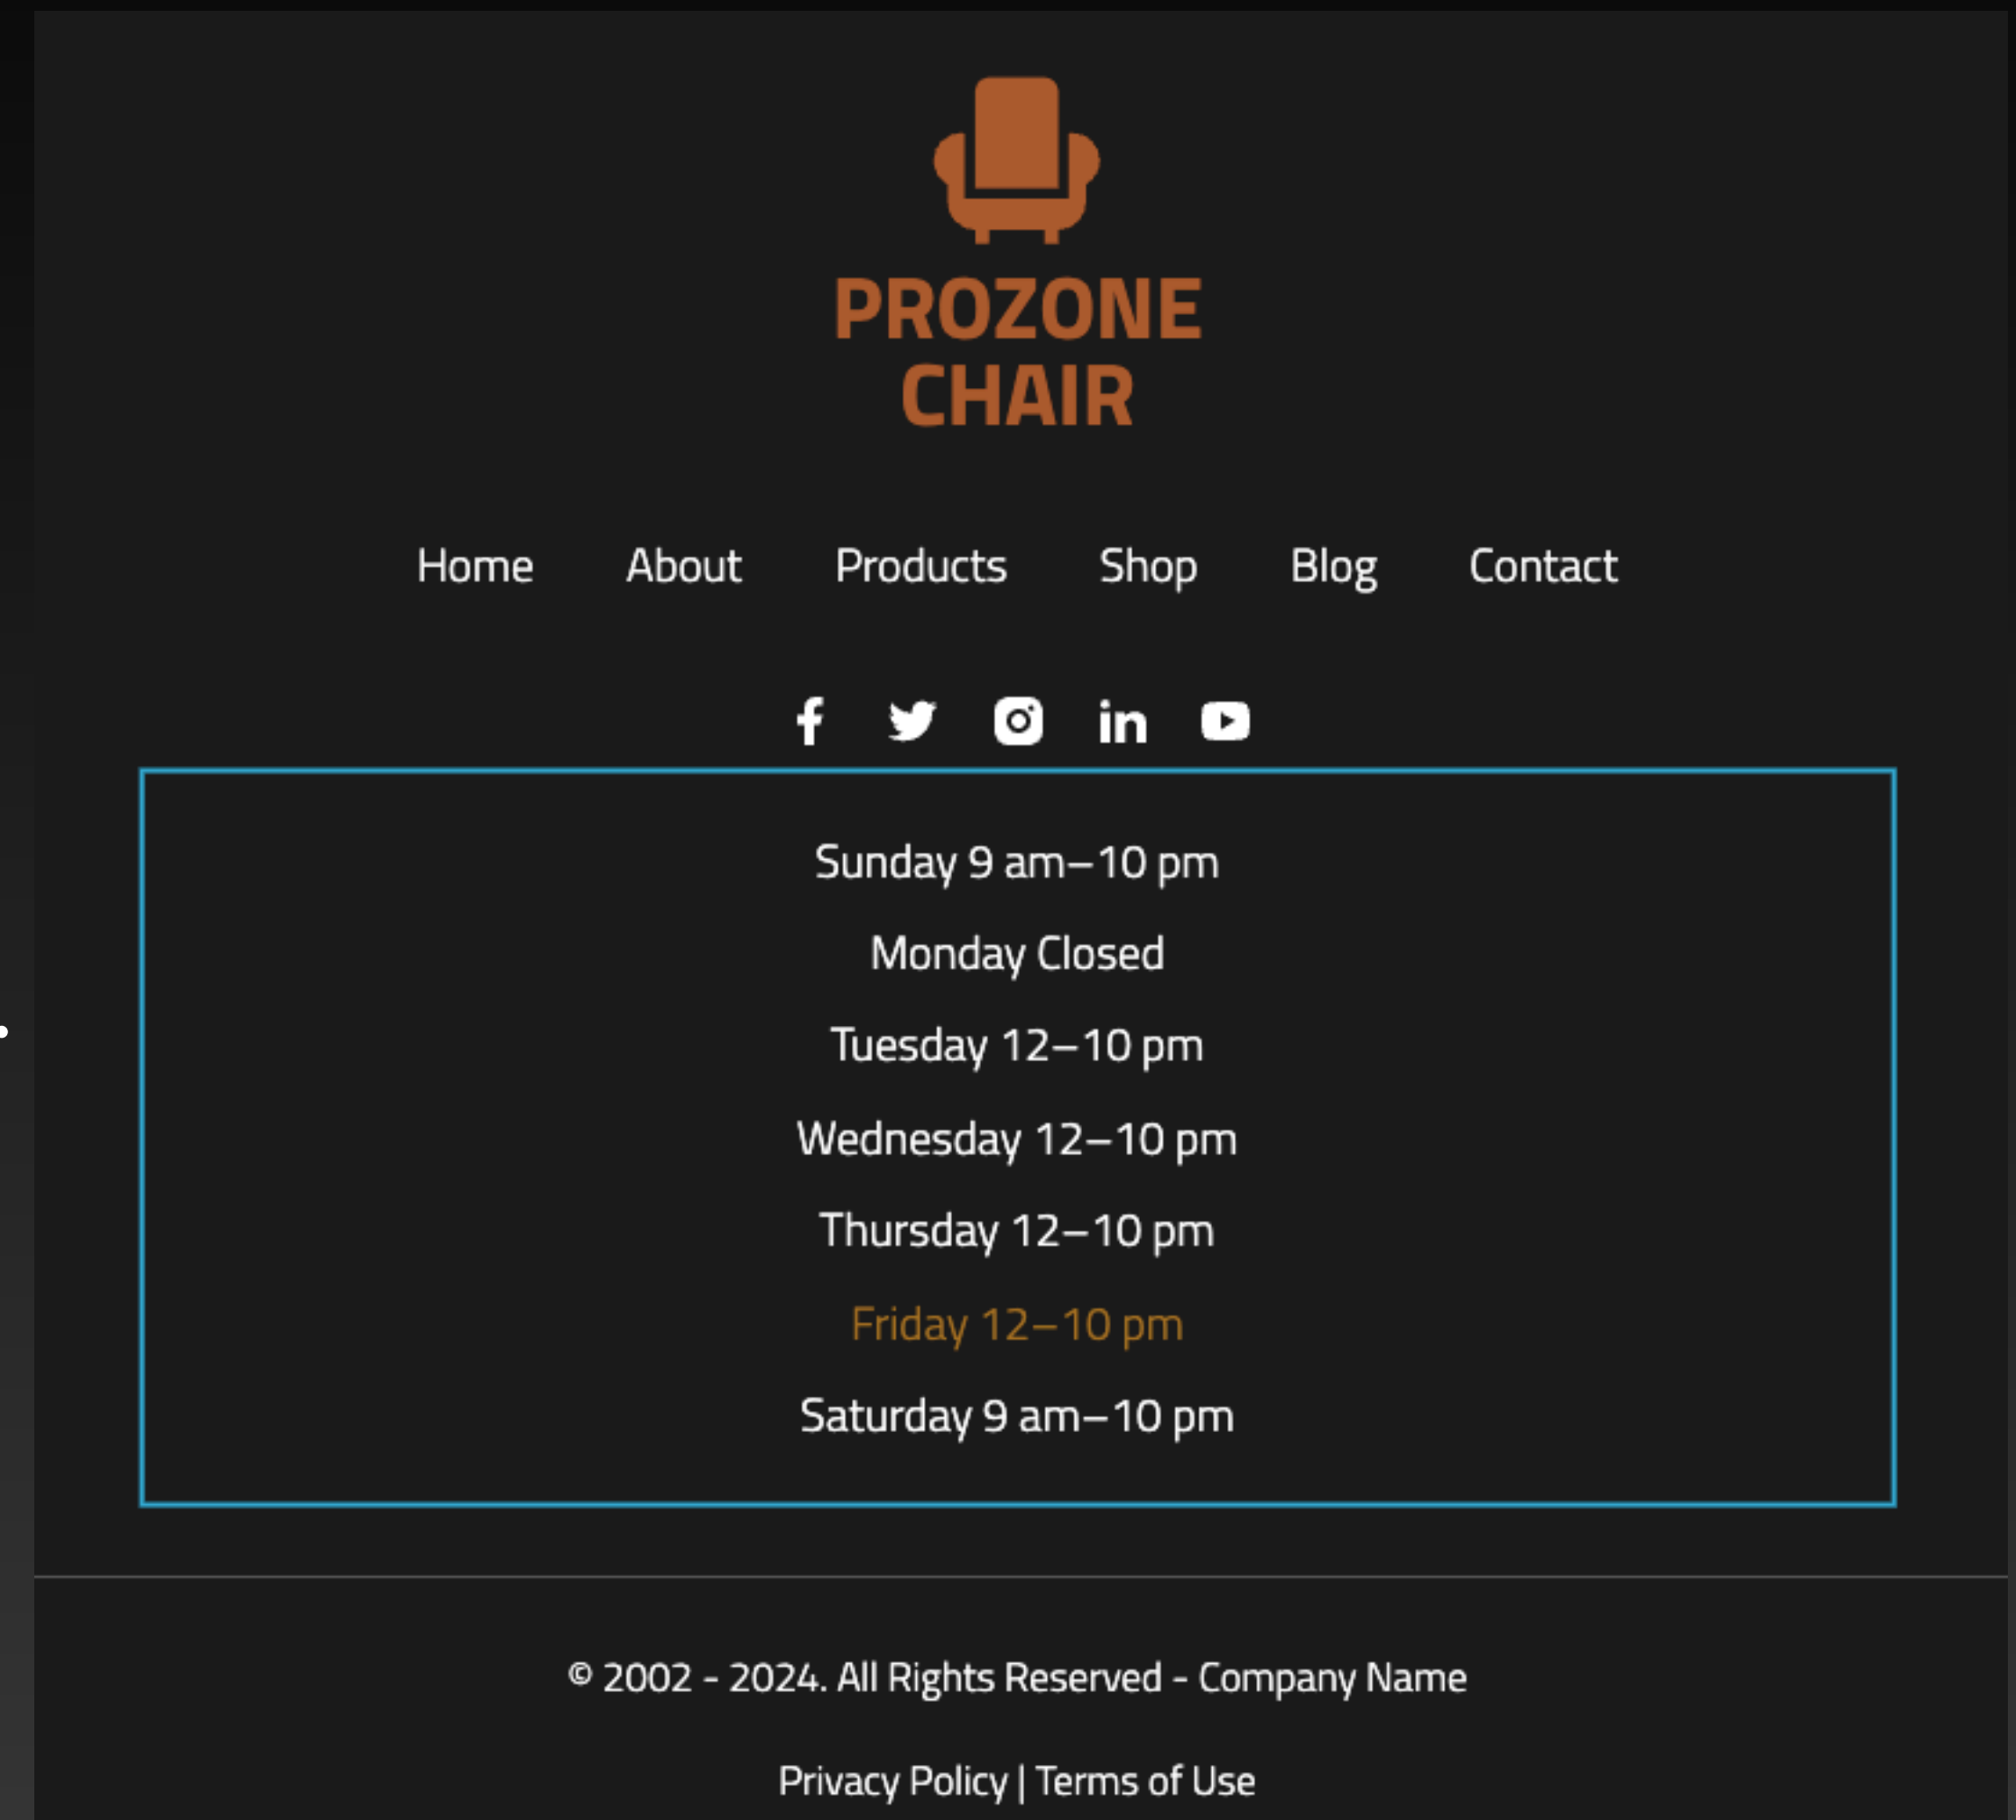 PROZONE
CHAIR
Home About Products Shop Blog Contact
Sunday 9 am–10 pm
Monday Closed
Tuesday 12–10 pm
Wednesday 12–10 pm
Thursday 12–10 pm
Friday 12–10 pm
Saturday 9 am–10 pm
© 2002 - 2024. All Rights Reserved - Company Name
Privacy Policy | Terms of Use